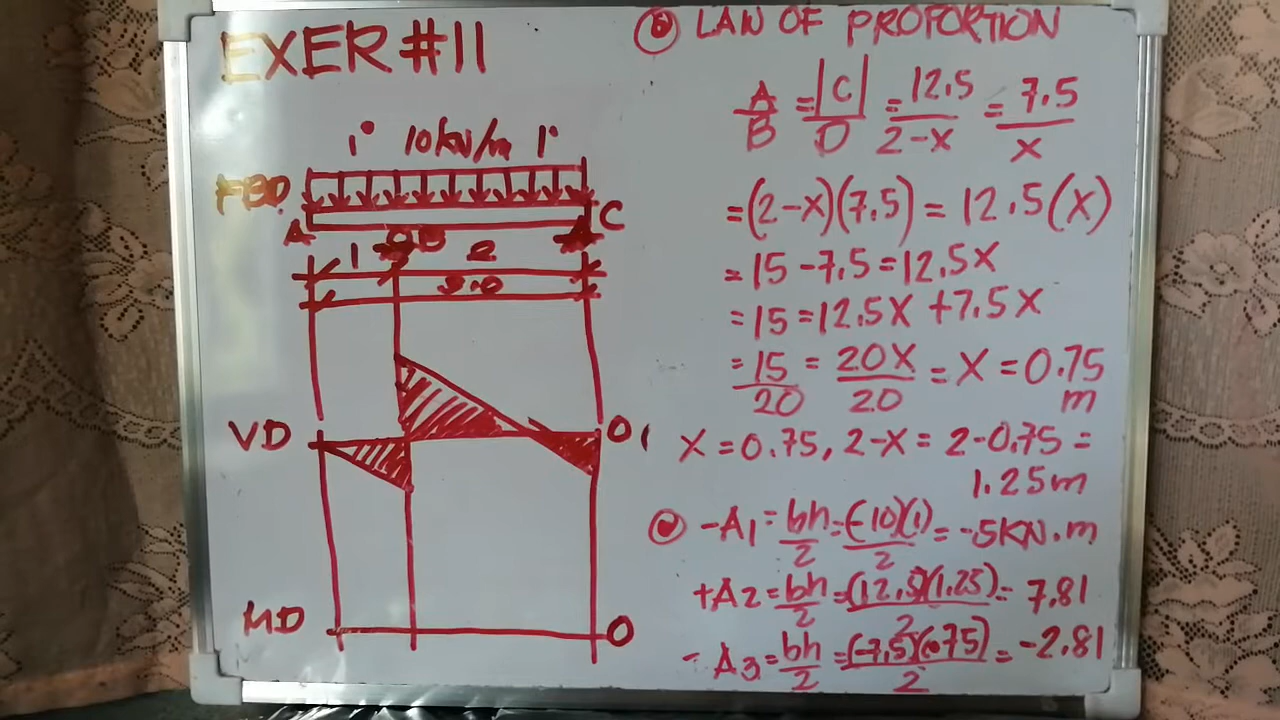 EXER #11
1° 10kN/m 1°
FBD
A B C
1 2
3.0
VD 0
MD 0
ⓑ LAW OF PROPORTION
A/B = |C|/D = 12.5/2-x = 7.5/x
= (2-x)(7.5) = 12.5(x)
= 15 - 7.5 = 12.5x
= 15 = 12.5x + 7.5x
= 15/20 = 20x/20 = x = 0.75
m
x = 0.75, 2-x = 2-0.75 =
1.25m
ⓒ -A1 = bh/2 = (-10)(1)/2 = -5KN.m
+A2 = bh/2 = (12.5)(1.25)/2 = 7.81
-A3 = bh/2 = (-7.5)(0.75)/2 = -2.81